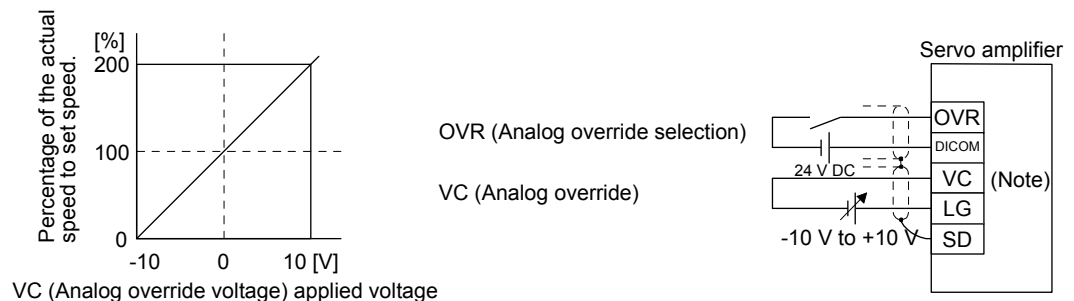 [%]
Percentage of the actual
speed to set speed.
200
100
0
-10
0
10 [V]
VC (Analog override voltage) applied voltage
Servo amplifier
OVR (Analog override selection)
OVR
DICOM
24 V DC
VC (Analog override)
VC
(Note)
LG
-10 V to +10 V
SD